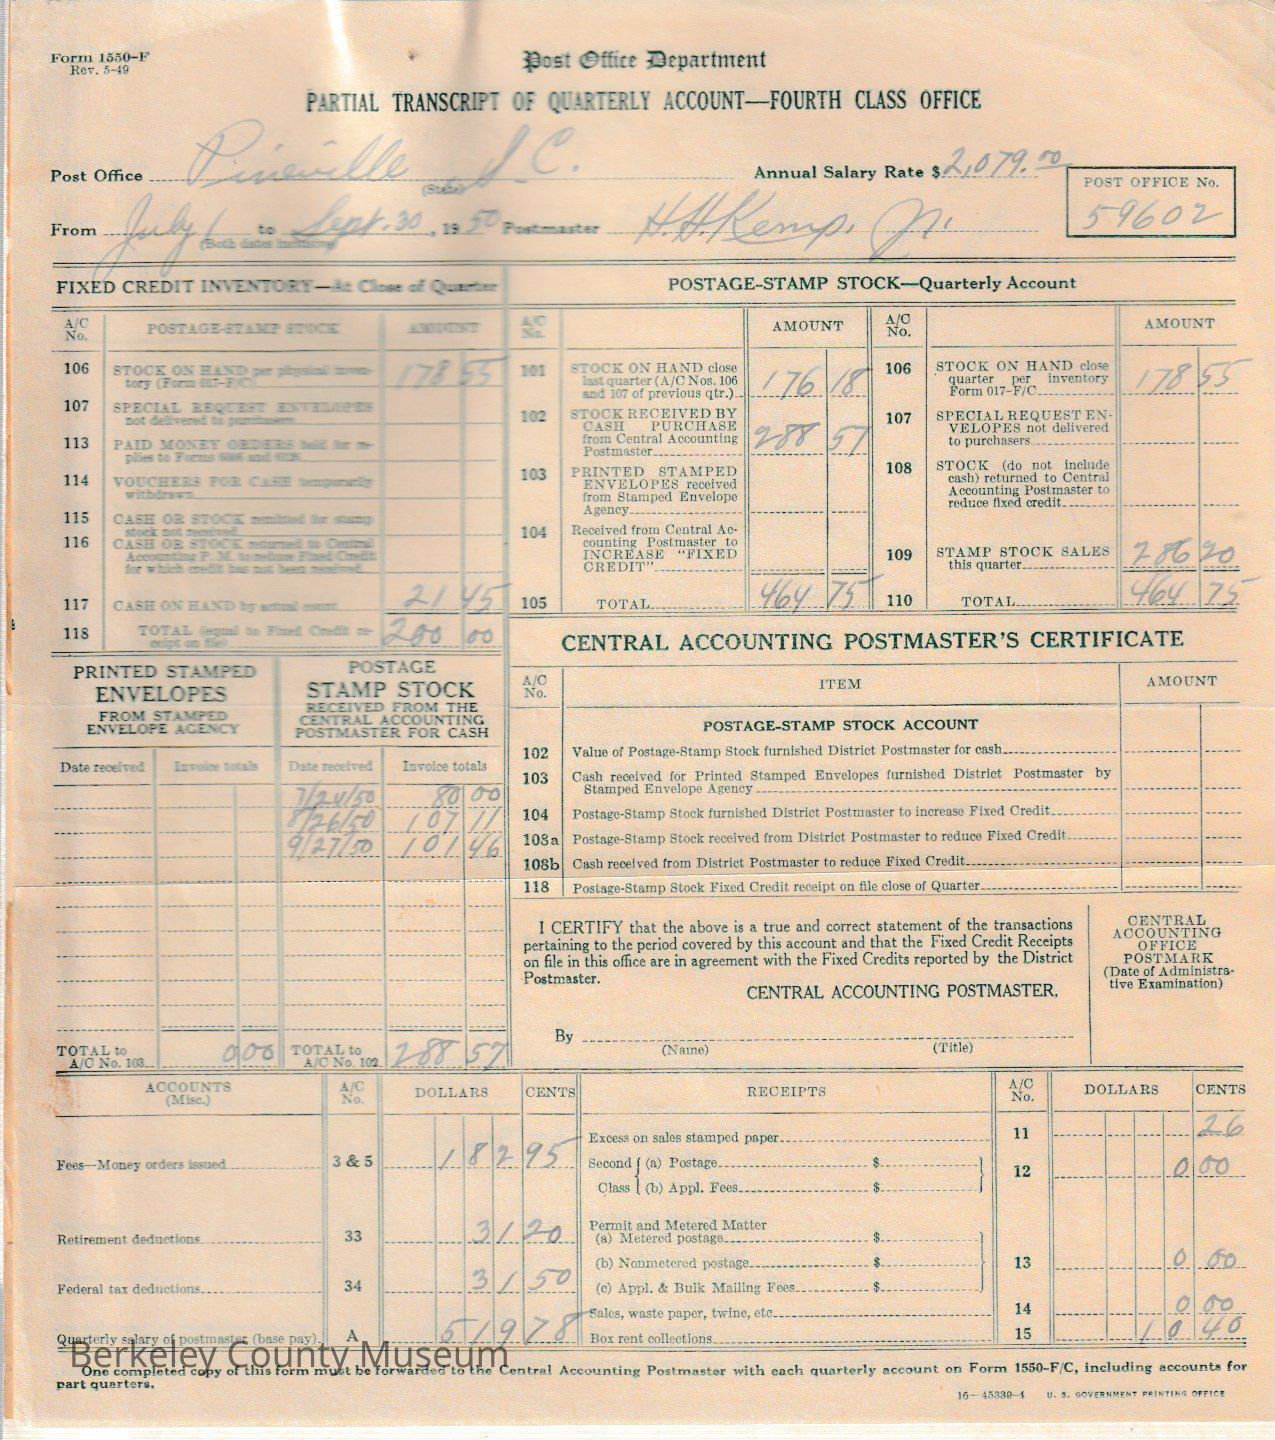 Form 1550-F
Rev. 5-49
Post Office Department
PARTIAL TRANSCRIPT OF QUARTERLY ACCOUNT—FOURTH CLASS OFFICE
Post Office Pineville S C. Annual Salary Rate $2,079.00
(State)
POST OFFICE No.
59602
From July 1 to Sept. 30, 1950 Postmaster H. H. Kemp, Jr.
(Both dates inclusive)
FIXED CREDIT INVENTORY—At Close of Quarter
A/C No. POSTAGE-STAMP STOCK AMOUNT
106 STOCK ON HAND per physical inven-
tory (Form 017-F/C) 178 55
107 SPECIAL REQUEST ENVELOPES
not delivered to purchasers
113 PAID MONEY ORDERS held for re-
plies to Forms and
114 VOUCHERS FOR CASH temporarily
withdrawn
115 CASH OR STOCK remitted for stamp
stock not received
116 CASH OR STOCK returned to Central
Accounting P. M. to reduce Fixed Credit
for which credit has not been received
117 CASH ON HAND by actual count 21 45
118 TOTAL (equal to Fixed Credit re-
ceipt on file) 200 00
POSTAGE-STAMP STOCK—Quarterly Account
A/C No. AMOUNT
101 STOCK ON HAND close
last quarter (A/C Nos. 106
and 107 of previous qtr.) 176 18
102 STOCK RECEIVED BY
CASH PURCHASE
from Central Accounting
Postmaster 288 57
103 PRINTED STAMPED
ENVELOPES received
from Stamped Envelope
Agency
104 Received from Central Ac-
counting Postmaster to
INCREASE "FIXED
CREDIT"
105 TOTAL 464 75
A/C No. AMOUNT
106 STOCK ON HAND close
quarter per inventory
Form 017-F/C 178 55
107 SPECIAL REQUEST EN-
VELOPES not delivered
to purchasers
108 STOCK (do not include
cash) returned to Central
Accounting Postmaster to
reduce fixed credit
109 STAMP STOCK SALES
this quarter 286 20
110 TOTAL 464 75
PRINTED STAMPED
ENVELOPES
FROM STAMPED
ENVELOPE AGENCY
Date received Invoice totals
TOTAL to
A/C No. 103 0 00
POSTAGE
STAMP STOCK
RECEIVED FROM THE
CENTRAL ACCOUNTING
POSTMASTER FOR CASH
Date received Invoice totals
7/24/50 80 00
8/26/50 107 11
9/27/50 101 46
TOTAL to
A/C No. 102 288 57
CENTRAL ACCOUNTING POSTMASTER'S CERTIFICATE
A/C No. ITEM AMOUNT
POSTAGE-STAMP STOCK ACCOUNT
102 Value of Postage-Stamp Stock furnished District Postmaster for cash
103 Cash received for Printed Stamped Envelopes furnished District Postmaster by
Stamped Envelope Agency
104 Postage-Stamp Stock furnished District Postmaster to increase Fixed Credit
108a Postage-Stamp Stock received from District Postmaster to reduce Fixed Credit
108b Cash received from District Postmaster to reduce Fixed Credit
118 Postage-Stamp Stock Fixed Credit receipt on file close of Quarter
I CERTIFY that the above is a true and correct statement of the transactions
pertaining to the period covered by this account and that the Fixed Credit Receipts
on file in this office are in agreement with the Fixed Credits reported by the District
Postmaster.
CENTRAL ACCOUNTING POSTMASTER,
By
(Name) (Title)
CENTRAL
ACCOUNTING
OFFICE
POSTMARK
(Date of Administra-
tive Examination)
ACCOUNTS (Misc.) A/C No. DOLLARS CENTS
Fees—Money orders issued 3 & 5 182 95
Retirement deductions 33 31 20
Federal tax deductions 34 31 50
Quarterly salary of postmaster (base pay) A 519 78
RECEIPTS A/C No. DOLLARS CENTS
Excess on sales stamped paper 11 26
Second Class (a) Postage $
(b) Appl. Fees $ 12 0 00
Permit and Metered Matter
(a) Metered postage $
(b) Nonmetered postage $ 13 0 00
(c) Appl. & Bulk Mailing Fees $
Sales, waste paper, twine, etc 14 0 00
Box rent collections 15 10 40
Berkeley County Museum
One completed copy of this form must be forwarded to the Central Accounting Postmaster with each quarterly account on Form 1550-F/C, including accounts for
part quarters.
16—45339-4 U. S. GOVERNMENT PRINTING OFFICE